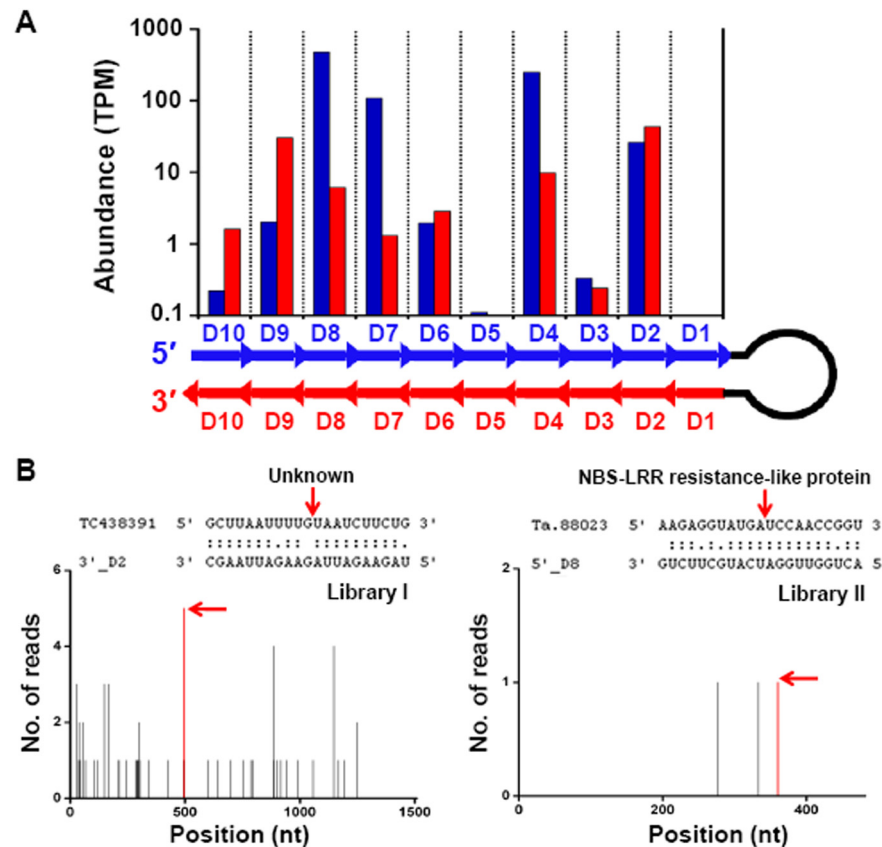 A
Abundance (TPM)
1000
100
10
1
0.1
D10 D9 D8 D7 D6 D5 D4 D3 D2 D1
5′
3′
D10 D9 D8 D7 D6 D5 D4 D3 D2 D1
B
Unknown
TC438391 5' GCUUAAUUUUGUAAUCUUCUG 3'
:::::::.:: :::::::::.
3'_D2 3' CGAAUUAGAAGAUUAGAAGAU 5'
Library I
No. of reads
6
4
2
0
0 500 1000 1500
Position (nt)
NBS-LRR resistance-like protein
Ta.88023 5' AAGAGGUAUGAUCCAACCGGU 3
5'_D8 3' GUCUUCGUACUAGGUUGGUCA 5
Library II
No. of reads
2
1
0
0 200 400
Position (nt)